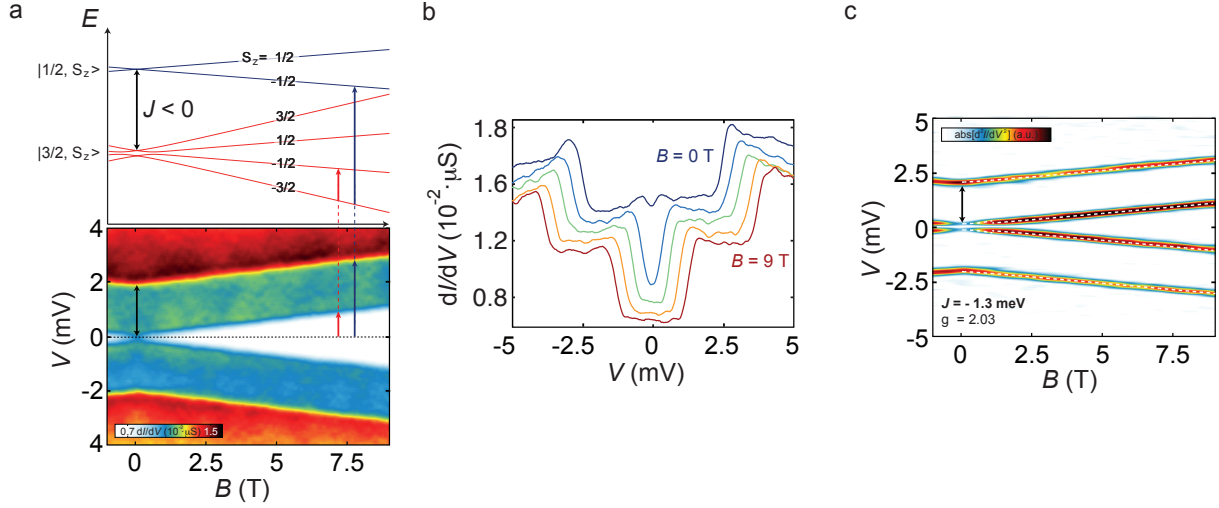 a
E
|1/2, S_z>
S_z= 1/2
-1/2
J < 0
3/2
1/2
|3/2, S_z>
-1/2
-3/2
4
2
0
-2
4
V (mV)
0,7 dI/dV (10⁻²·µS) 1.5
0 2.5 5 7.5
B (T)
b
1.8
1.6
1.2
0.8
dI/dV (10⁻²·µS)
B = 0 T
B = 9 T
-5 -2.5 0 2.5 5
V (mV)
c
abs[d²I/dV²] (a.u.)
5
2.5
0
-2.5
-5
V (mV)
J = - 1.3 meV
g = 2.03
0 2.5 5 7.5
B (T)